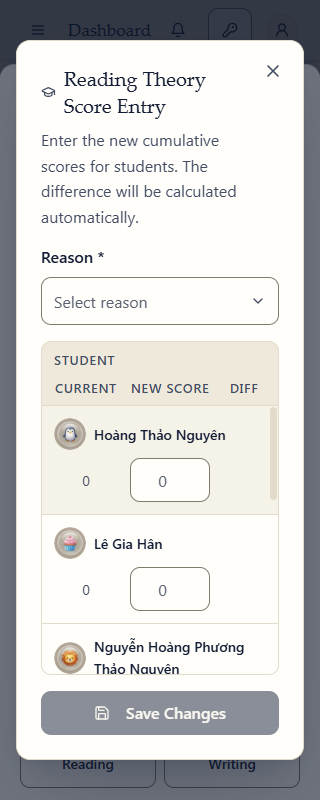 Dashboard
Reading Theory
Score Entry
Enter the new cumulative
scores for students. The
difference will be calculated
automatically.
Reason *
Select reason
STUDENT
CURRENT NEW SCORE DIFF
Hoàng Thảo Nguyên
0 0
Lê Gia Hân
0 0
Nguyễn Hoàng Phương
Thảo Nguyên
Save Changes
Reading Writing